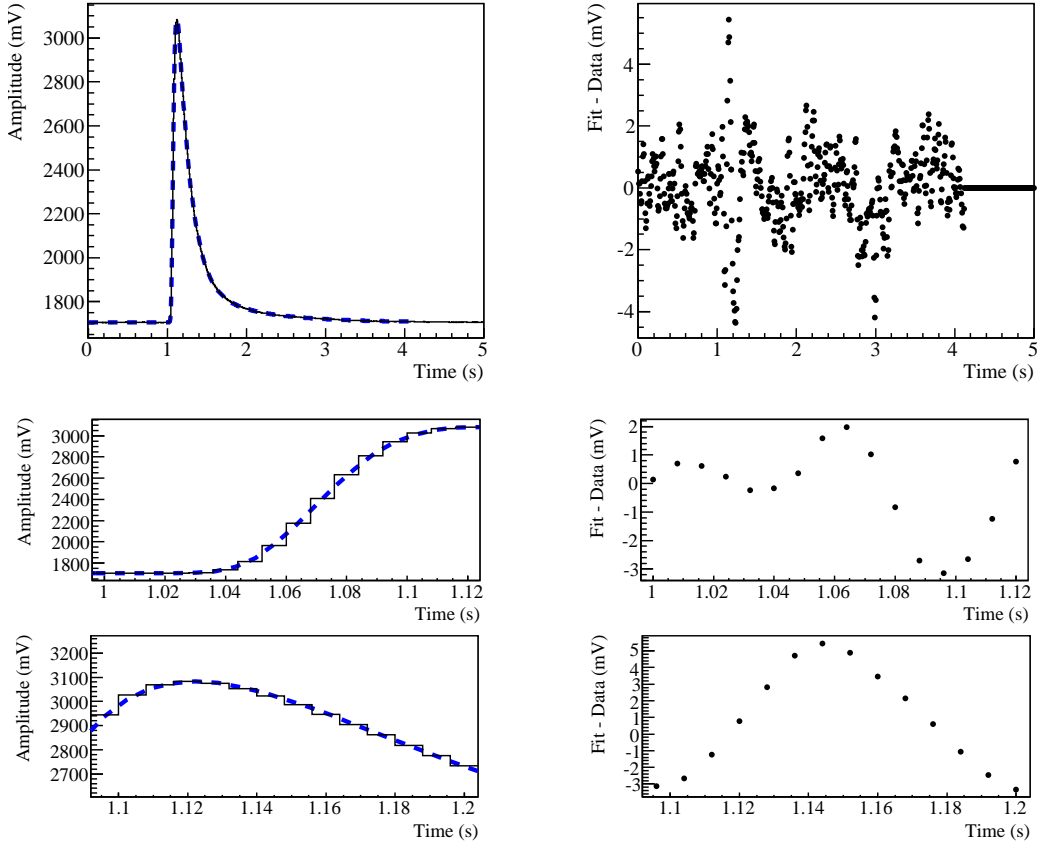 Amplitude (mV)
3000
2800
2600
2400
2200
2000
1800
0 1 2 3 4 5
Time (s)
Fit - Data (mV)
4
2
0
-2
-4
0 1 2 3 4 5
Time (s)
Amplitude (mV)
3000
2800
2600
2400
2200
2000
1800
1 1.02 1.04 1.06 1.08 1.1 1.12
Time (s)
Fit - Data (mV)
2
1
0
-1
-2
-3
1 1.02 1.04 1.06 1.08 1.1 1.12
Time (s)
Amplitude (mV)
3200
3100
3000
2900
2800
2700
1.1 1.12 1.14 1.16 1.18 1.2
Time (s)
Fit - Data (mV)
5
4
3
2
1
0
-1
-2
-3
1.1 1.12 1.14 1.16 1.18 1.2
Time (s)